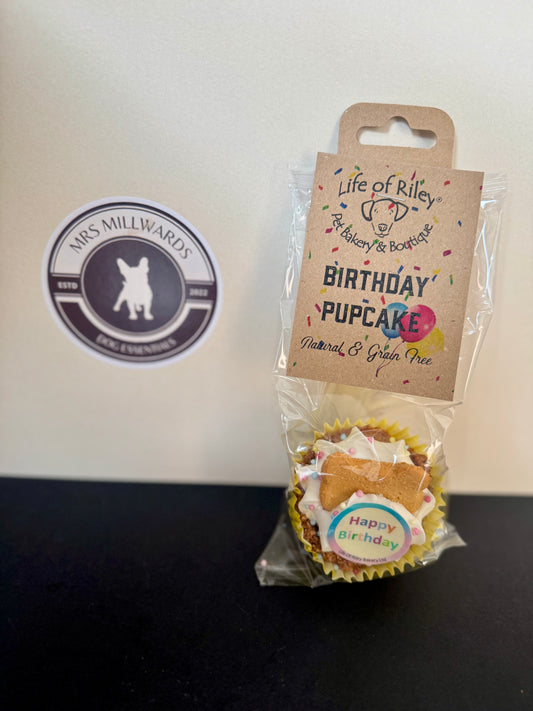 MRS MILLWARDS
ESTD 2022
DOG ESSENTIALS
Life of Riley®
Pet Bakery & Boutique
BIRTHDAY
PUPCAKE
Natural & Grain Free
Happy
Birthday